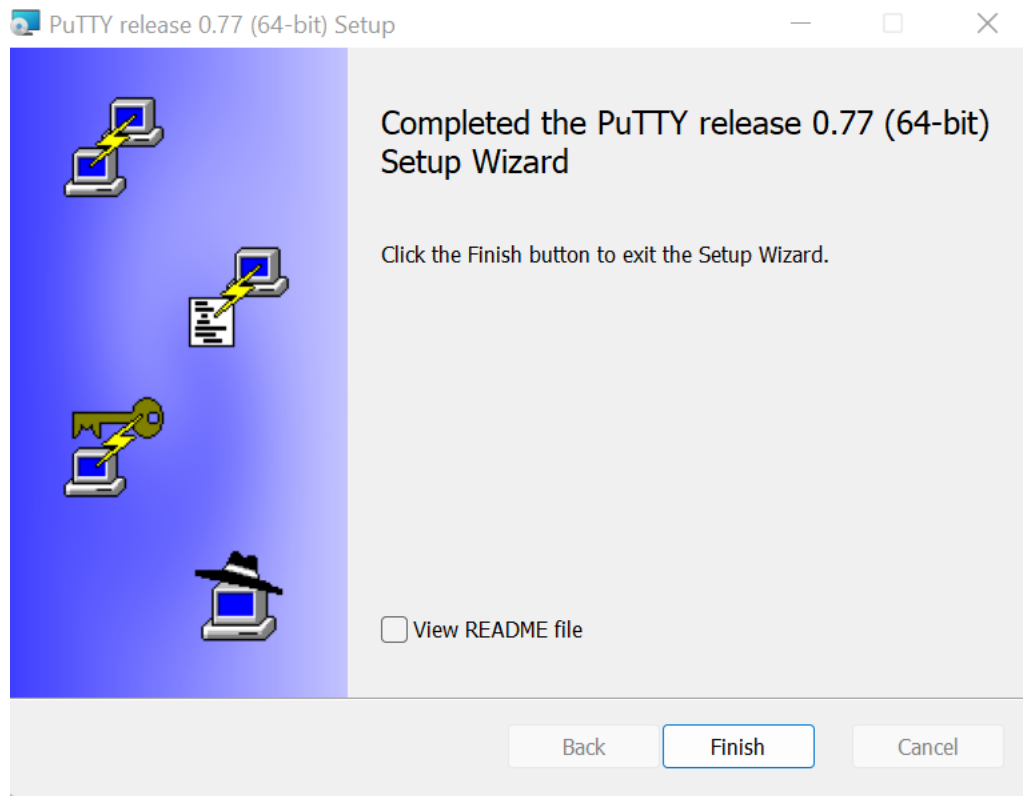 PuTTY release 0.77 (64-bit) Setup
Completed the PuTTY release 0.77 (64-bit)
Setup Wizard
Click the Finish button to exit the Setup Wizard.
View README file
Back
Finish
Cancel